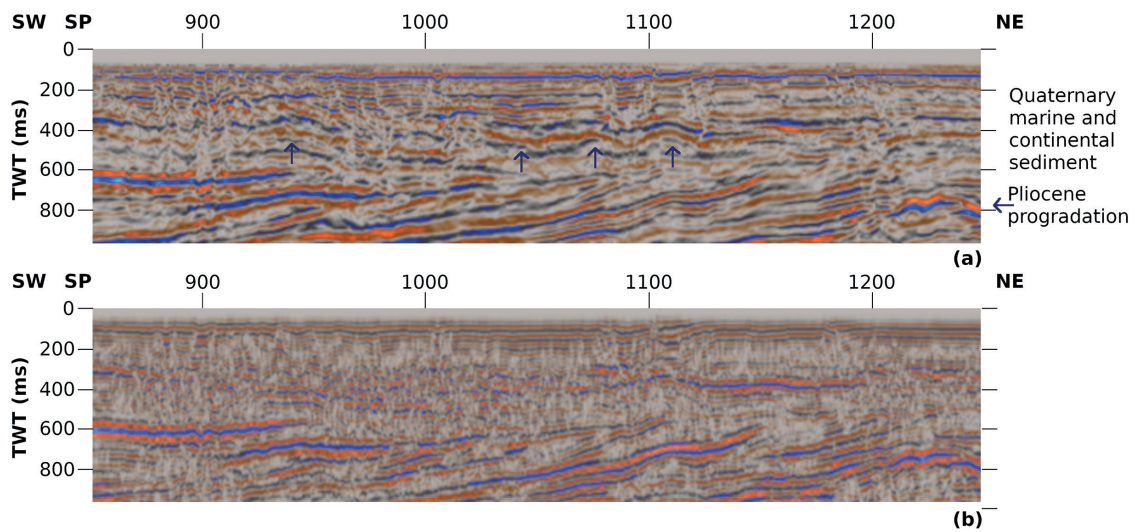 SW SP 900 1000 1100 1200 NE
0
200
400
600
800
TWT (ms)
Quaternary
marine and
continental
sediment
Pliocene
progradation
(a)
SW SP 900 1000 1100 1200 NE
0
200
400
600
800
TWT (ms)
(b)